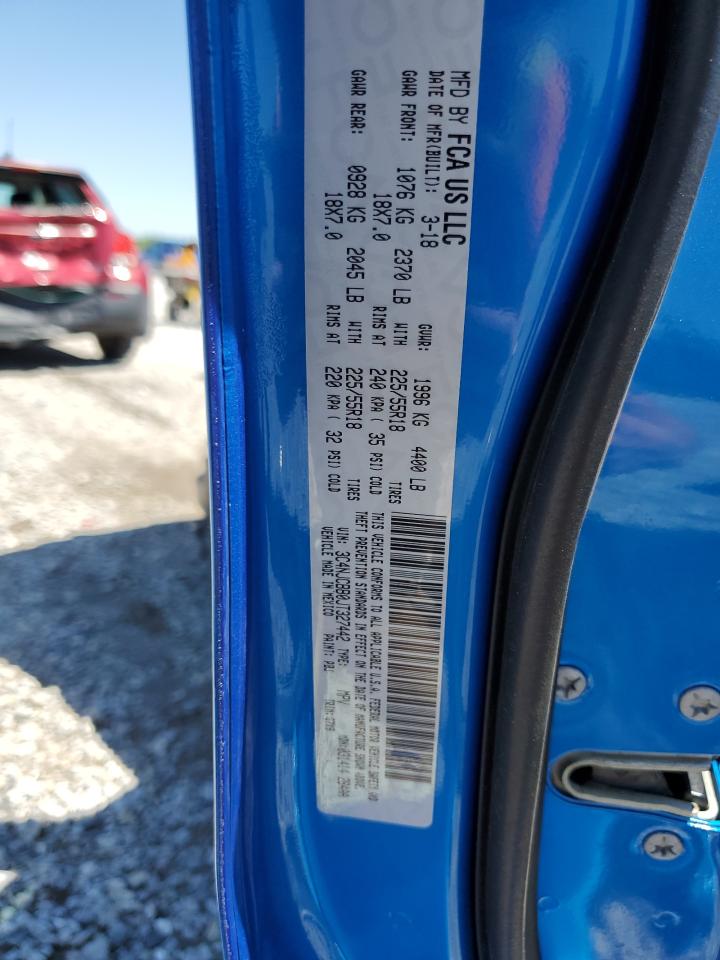 MFD BY FCA US LLC
DATE OF MFR(BUILT): 3-18 GVWR: 1996 KG 4400 LB
GAWR FRONT: 1076 KG 2370 LB WITH 225/55R18 TIRES
18X7.0 RIMS AT 240 KPA ( 35 PSI) COLD
GAWR REAR: 0928 KG 2045 LB WITH 225/55R18 TIRES
18X7.0 RIMS AT 220 KPA ( 32 PSI) COLD
THIS VEHICLE CONFORMS TO ALL APPLICABLE U.S.A. FEDERAL MOTOR VEHICLE SAFETY AND
THEFT PREVENTION STANDARDS IN EFFECT ON THE DATE OF MANUFACTURE SHOWN ABOVE.
VIN: 3C4NJCBB0JT327442 TYPE: MPV
VEHICLE MADE IN MEXICO PAINT: TRIM: